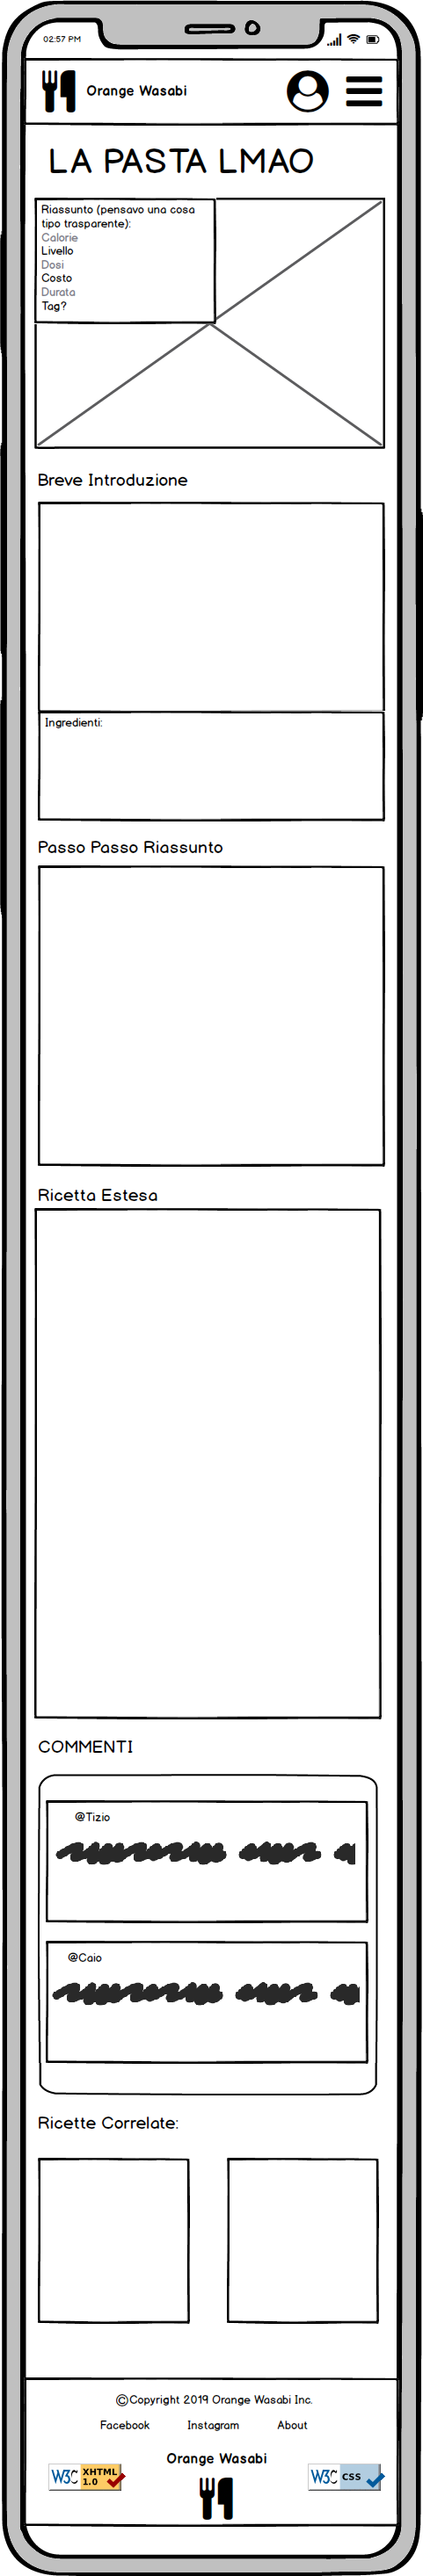 02:57 PM
Orange Wasabi
LA PASTA LMAO
Riassunto (pensavo una cosa
tipo trasparente):
Calorie
Livello
Dosi
Costo
Durata
Tag?
Breve Introduzione
Ingredienti:
Passo Passo Riassunto
Ricetta Estesa
COMMENTI
@Tizio
@Caio
Ricette Correlate:
©Copyright 2019 Orange Wasabi Inc.
Facebook Instagram About
Orange Wasabi
W3C XHTML 1.0
W3C css